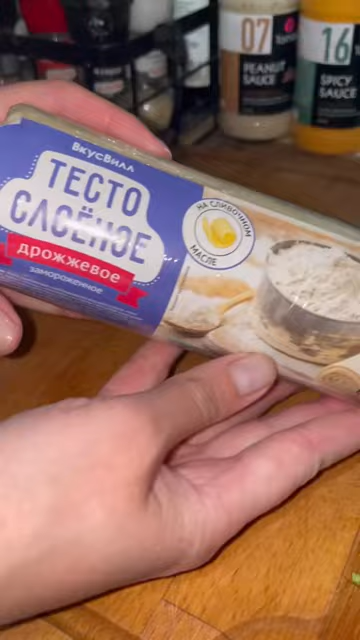 07
PEANUT
SAUCE
16
SPICY
SAUCE
ВкусВилл
ТЕСТО
СЛОЁНОЕ
дрожжевое
замороженное
НА СЛИВОЧНОМ
МАСЛЕ